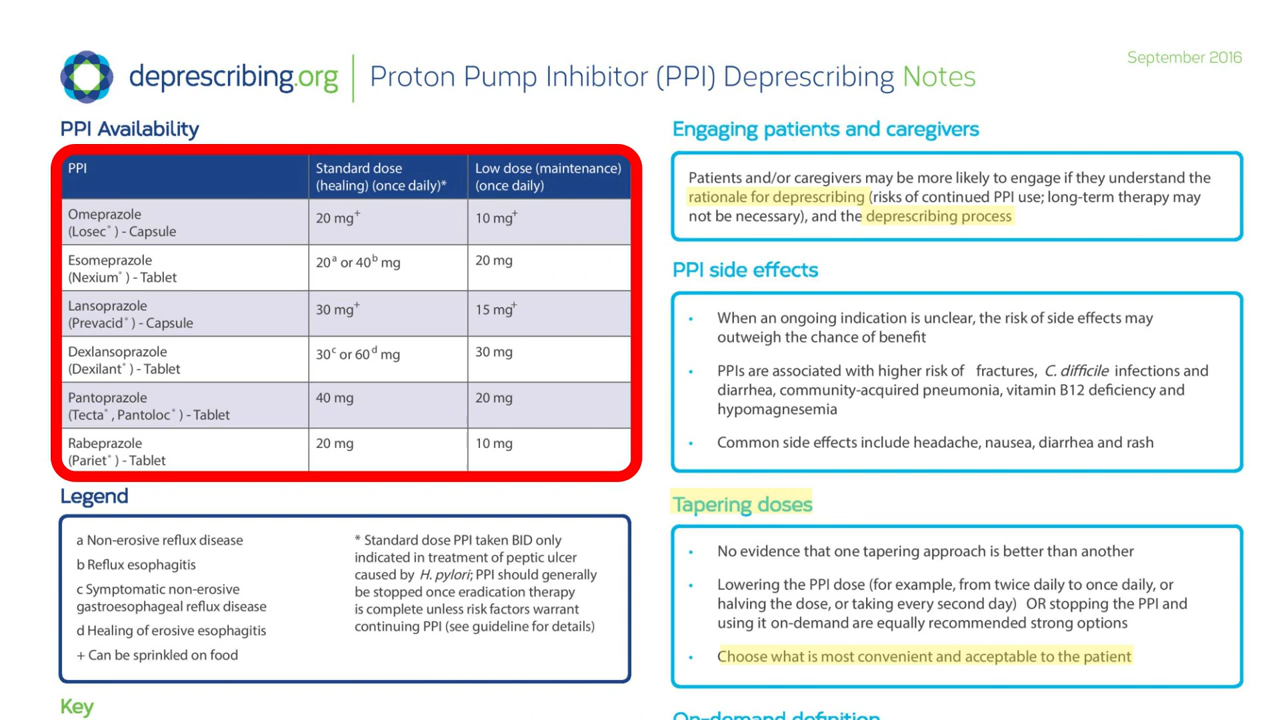 deprescribing.org | Proton Pump Inhibitor (PPI) Deprescribing Notes
September 2016
PPI Availability
PPI
Standard dose
(healing) (once daily)*
Low dose (maintenance)
(once daily)
Omeprazole
(Losec®) - Capsule
20 mg+
10 mg+
Esomeprazole
(Nexium®) - Tablet
20a or 40b mg
20 mg
Lansoprazole
(Prevacid®) - Capsule
30 mg+
15 mg+
Dexlansoprazole
(Dexilant®) - Tablet
30c or 60d mg
30 mg
Pantoprazole
(Tecta®, Pantoloc®) - Tablet
40 mg
20 mg
Rabeprazole
(Pariet®) - Tablet
20 mg
10 mg
Legend
a Non-erosive reflux disease
b Reflux esophagitis
c Symptomatic non-erosive
gastroesophageal reflux disease
d Healing of erosive esophagitis
+ Can be sprinkled on food
* Standard dose PPI taken BID only
indicated in treatment of peptic ulcer
caused by H. pylori; PPI should generally
be stopped once eradication therapy
is complete unless risk factors warrant
continuing PPI (see guideline for details)
Key
Engaging patients and caregivers
Patients and/or caregivers may be more likely to engage if they understand the
rationale for deprescribing (risks of continued PPI use; long-term therapy may
not be necessary), and the deprescribing process
PPI side effects
• When an ongoing indication is unclear, the risk of side effects may
outweigh the chance of benefit
• PPIs are associated with higher risk of fractures, C. difficile infections and
diarrhea, community-acquired pneumonia, vitamin B12 deficiency and
hypomagnesemia
• Common side effects include headache, nausea, diarrhea and rash
Tapering doses
• No evidence that one tapering approach is better than another
• Lowering the PPI dose (for example, from twice daily to once daily, or
halving the dose, or taking every second day) OR stopping the PPI and
using it on-demand are equally recommended strong options
• Choose what is most convenient and acceptable to the patient
On-demand definition